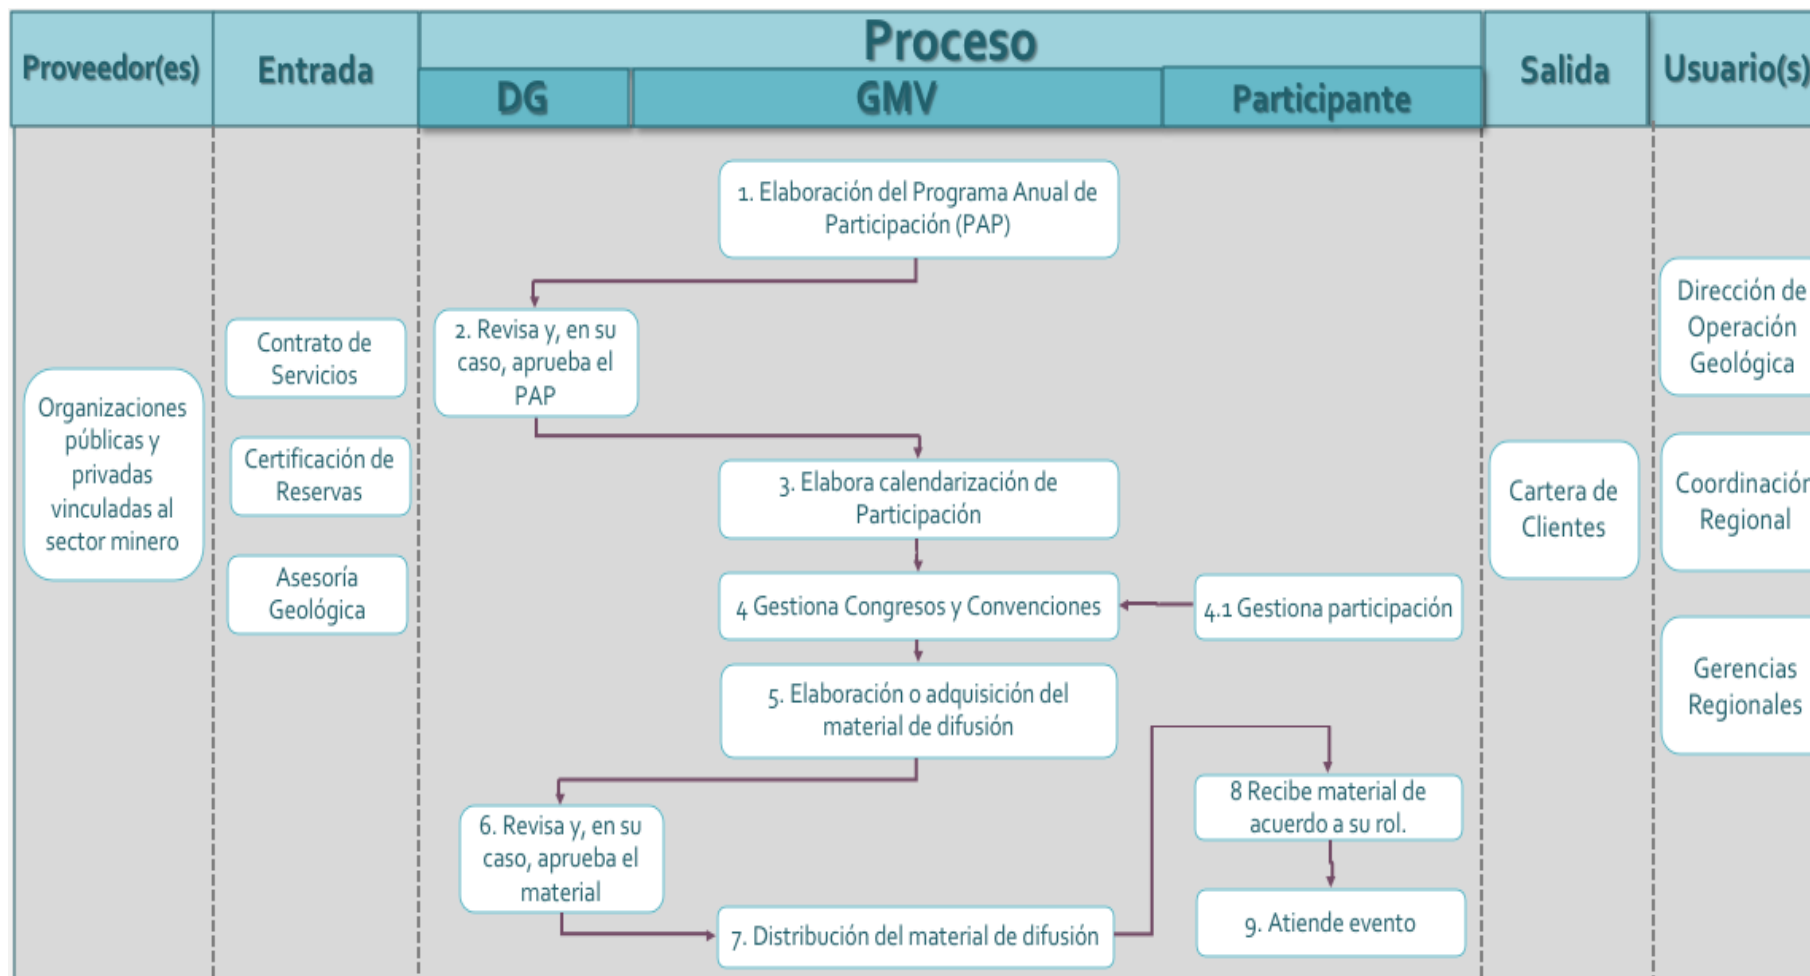 Proveedor(es)
Entrada
Proceso
DG
GMV
Participante
Salida
Usuario(s)
1. Elaboración del Programa Anual de
Participación (PAP)
2. Revisa y, en su
caso, aprueba el
PAP
Contrato de
Servicios
Certificación de
Reservas
Asesoría
Geológica
Organizaciones
públicas y
privadas
vinculadas al
sector minero
3. Elabora calendarización de
Participación
4 Gestiona Congresos y Convenciones
4.1 Gestiona participación
5. Elaboración o adquisición del
material de difusión
6. Revisa y, en su
caso, aprueba el
material
7. Distribución del material de difusión
8 Recibe material de
acuerdo a su rol.
9. Atiende evento
Cartera de
Clientes
Dirección de
Operación
Geológica
Coordinación
Regional
Gerencias
Regionales